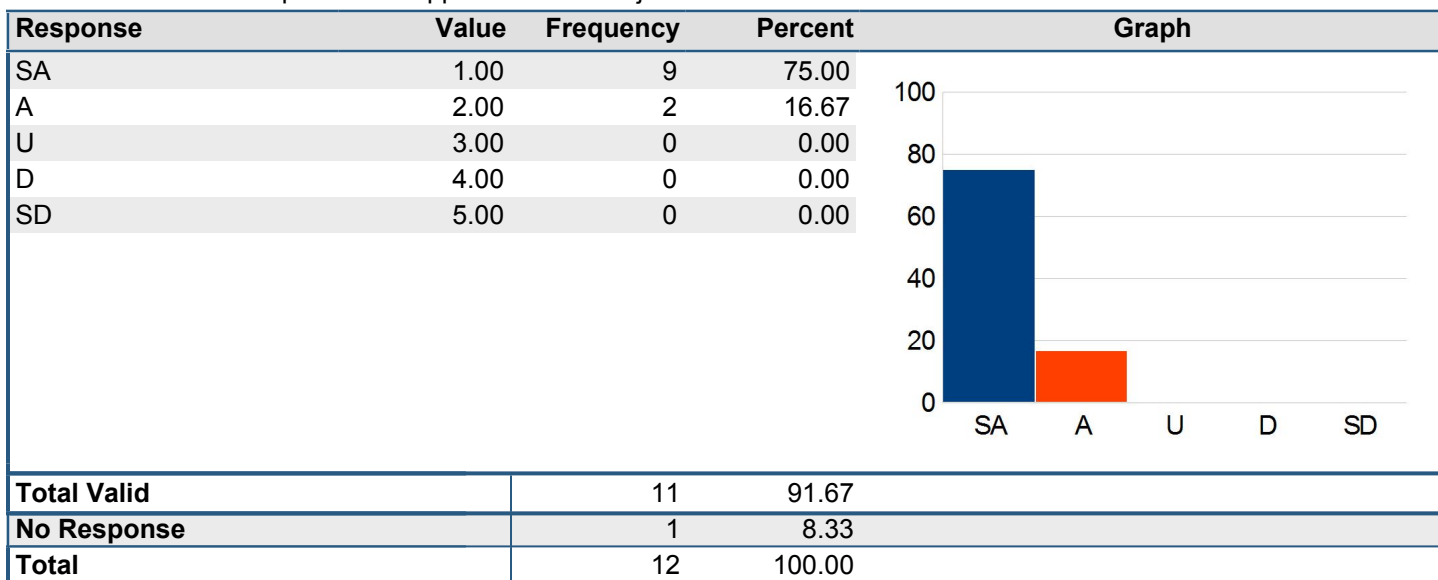 Response Value Frequency Percent Graph
SA 1.00 9 75.00
A 2.00 2 16.67
U 3.00 0 0.00
D 4.00 0 0.00
SD 5.00 0 0.00
100
80
60
40
20
0
SA A U D SD
Total Valid 11 91.67
No Response 1 8.33
Total 12 100.00